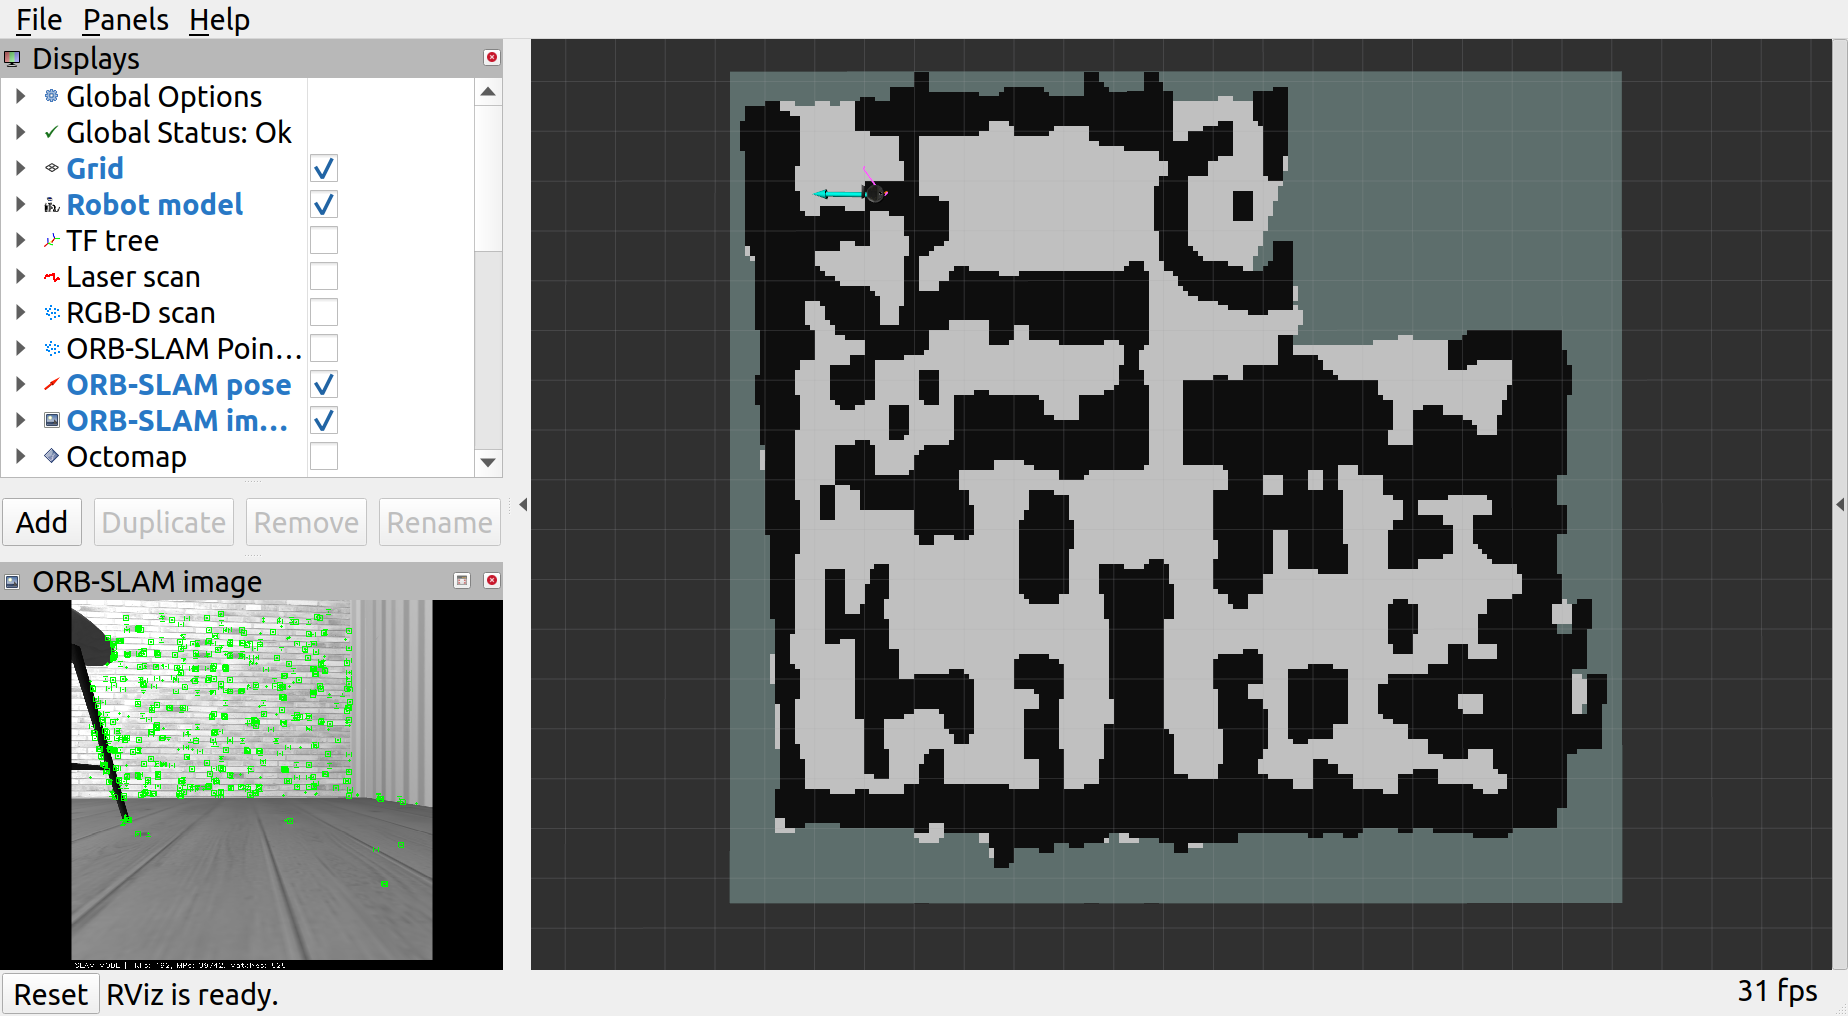 File Panels Help
Displays
Global Options
Global Status: Ok
Grid
Robot model
TF tree
Laser scan
RGB-D scan
ORB-SLAM Poin...
ORB-SLAM pose
ORB-SLAM im...
Octomap
Add Duplicate Remove Rename
ORB-SLAM image
SLAM MODE |
Reset RViz is ready.
31 fps